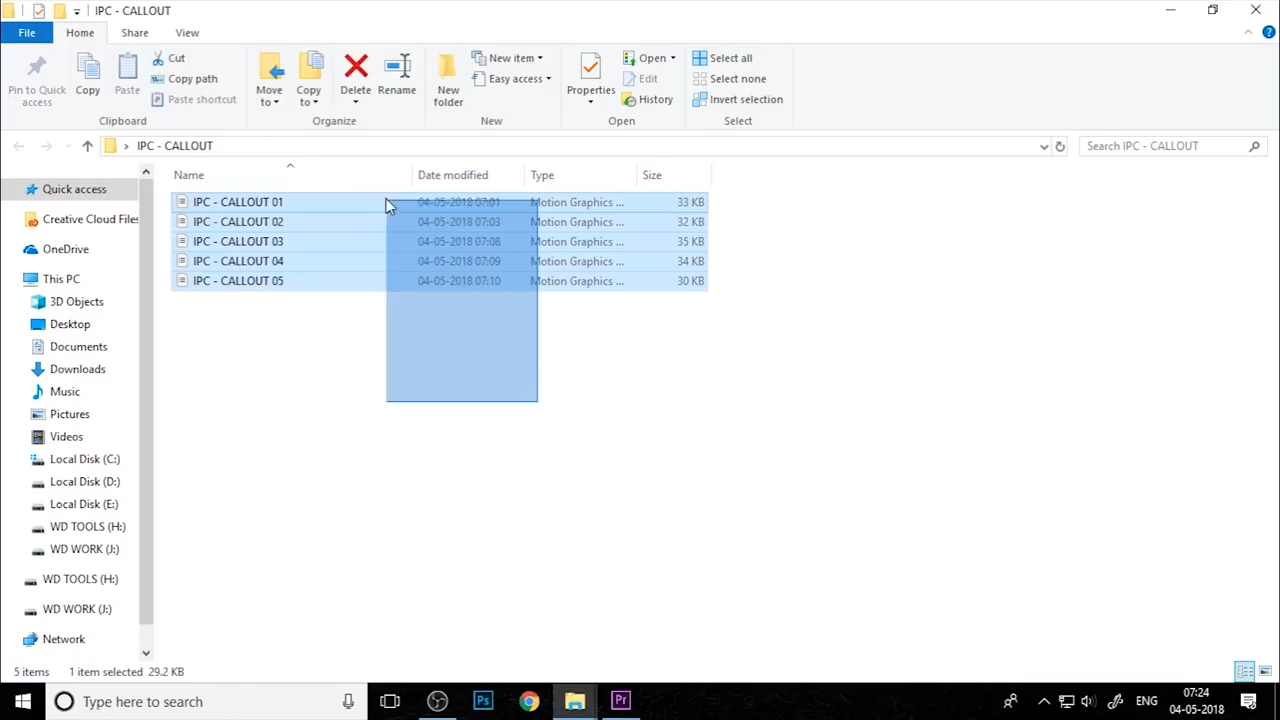 IPC - CALLOUT
File Home Share View
Pin to Quick access
Copy
Paste
Cut
Copy path
Paste shortcut
Move to
Copy to
Delete
Rename
New folder
New item
Easy access
Properties
Open
Edit
History
Select all
Select none
Invert selection
Clipboard Organize New Open Select
IPC - CALLOUT
Search IPC - CALLOUT
Name Date modified Type Size
IPC - CALLOUT 01 04-05-2018 07:01 Motion Graphics ... 33 KB
IPC - CALLOUT 02 04-05-2018 07:03 Motion Graphics ... 32 KB
IPC - CALLOUT 03 04-05-2018 07:08 Motion Graphics ... 35 KB
IPC - CALLOUT 04 04-05-2018 07:09 Motion Graphics ... 34 KB
IPC - CALLOUT 05 04-05-2018 07:10 Motion Graphics ... 30 KB
Quick access
Creative Cloud Files
OneDrive
This PC
3D Objects
Desktop
Documents
Downloads
Music
Pictures
Videos
Local Disk (C:)
Local Disk (D:)
Local Disk (E:)
WD TOOLS (H:)
WD WORK (J:)
WD TOOLS (H:)
WD WORK (J:)
Network
5 items 1 item selected 29.2 KB
Type here to search
Ps
Pr
ENG
07:24
04-05-2018